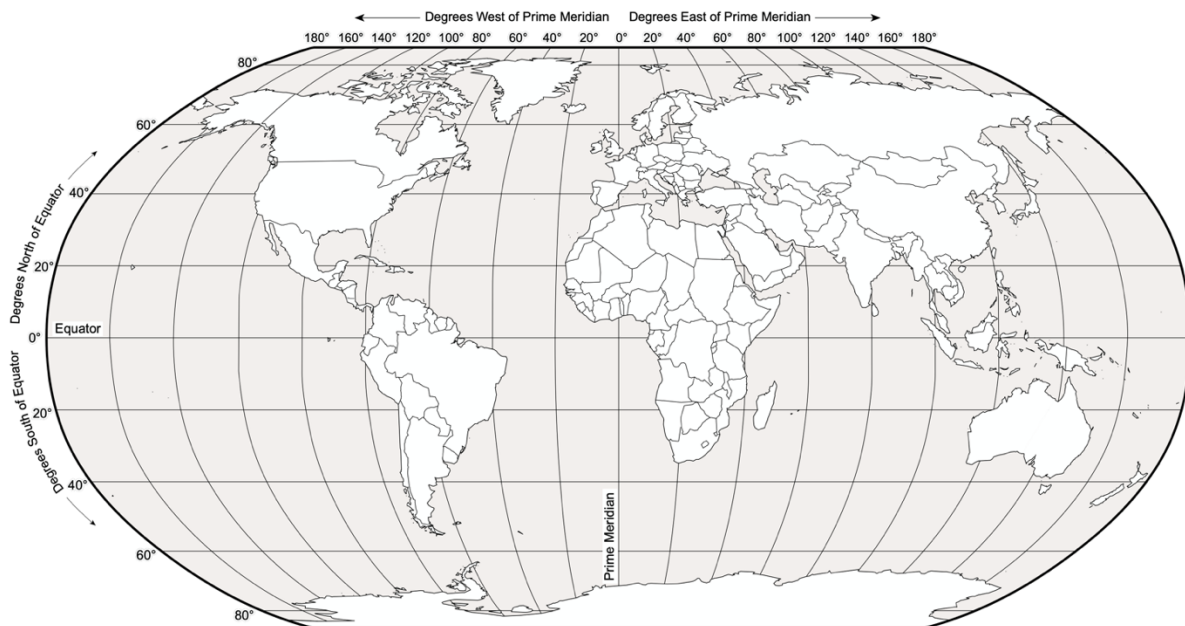 Degrees West of Prime Meridian Degrees East of Prime Meridian
180° 160° 140° 120° 100° 80° 60° 40° 20° 0° 20° 40° 60° 80° 100° 120° 140° 160° 180°
80°
60°
Degrees North of Equator
40°
20°
Equator
0°
Degrees South of Equator
20°
40°
Prime Meridian
60°
80°